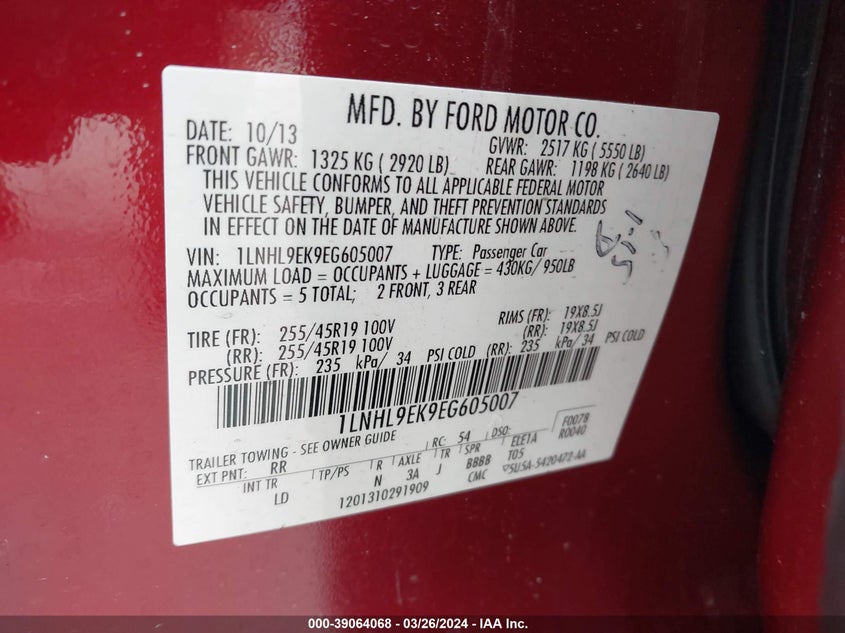 MFD. BY FORD MOTOR CO.
DATE: 10/13 GVWR: 2517 KG ( 5550 LB)
FRONT GAWR: 1325 KG ( 2920 LB) REAR GAWR: 1198 KG ( 2640 LB)
THIS VEHICLE CONFORMS TO ALL APPLICABLE FEDERAL MOTOR
VEHICLE SAFETY, BUMPER, AND THEFT PREVENTION STANDARDS
IN EFFECT ON THE DATE OF MANUFACTURE SHOWN ABOVE.
VIN: 1LNHL9EK9EG605007 TYPE: Passenger Car
MAXIMUM LOAD = OCCUPANTS + LUGGAGE = 430KG/ 950LB
OCCUPANTS = 5 TOTAL; 2 FRONT, 3 REAR
TIRE (FR): 255/45R19 100V RIMS (FR): 19X8.5J
(RR): 255/45R19 100V (RR): 19X8.5J
PRESSURE (FR): 235 kPa/ 34 PSI COLD (RR): 235 kPa/ 34 PSI COLD
1LNHL9EK9EG605007
F0078
TRAILER TOWING - SEE OWNER GUIDE RC: 54 DSO: R0040
EXT PNT: RR INT TR TP/PS R AXLE TR SPR ELE1A
LD N 3A J BBBB T05
1201310291909 CMC 5U5A-5420472-AA
000-39064068 - 03/26/2024 - IAA Inc.